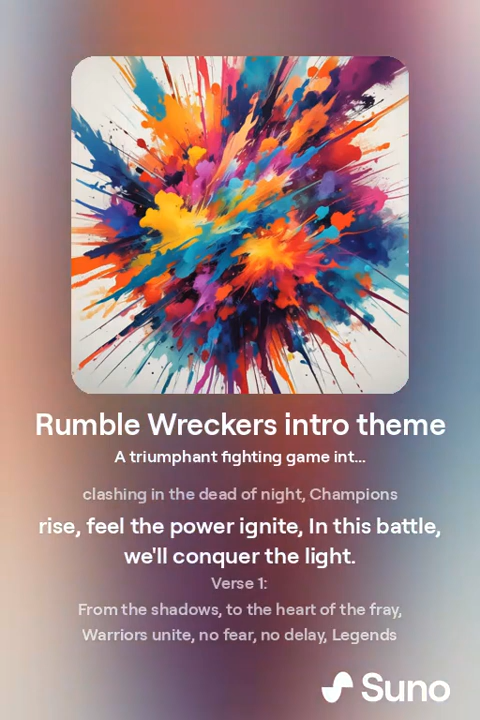 Rumble Wreckers intro theme
A triumphant fighting game int...
clashing in the dead of night, Champions
rise, feel the power ignite, In this battle,
we'll conquer the light.
Verse 1:
From the shadows, to the heart of the fray,
Warriors unite, no fear, no delay, Legends
Suno